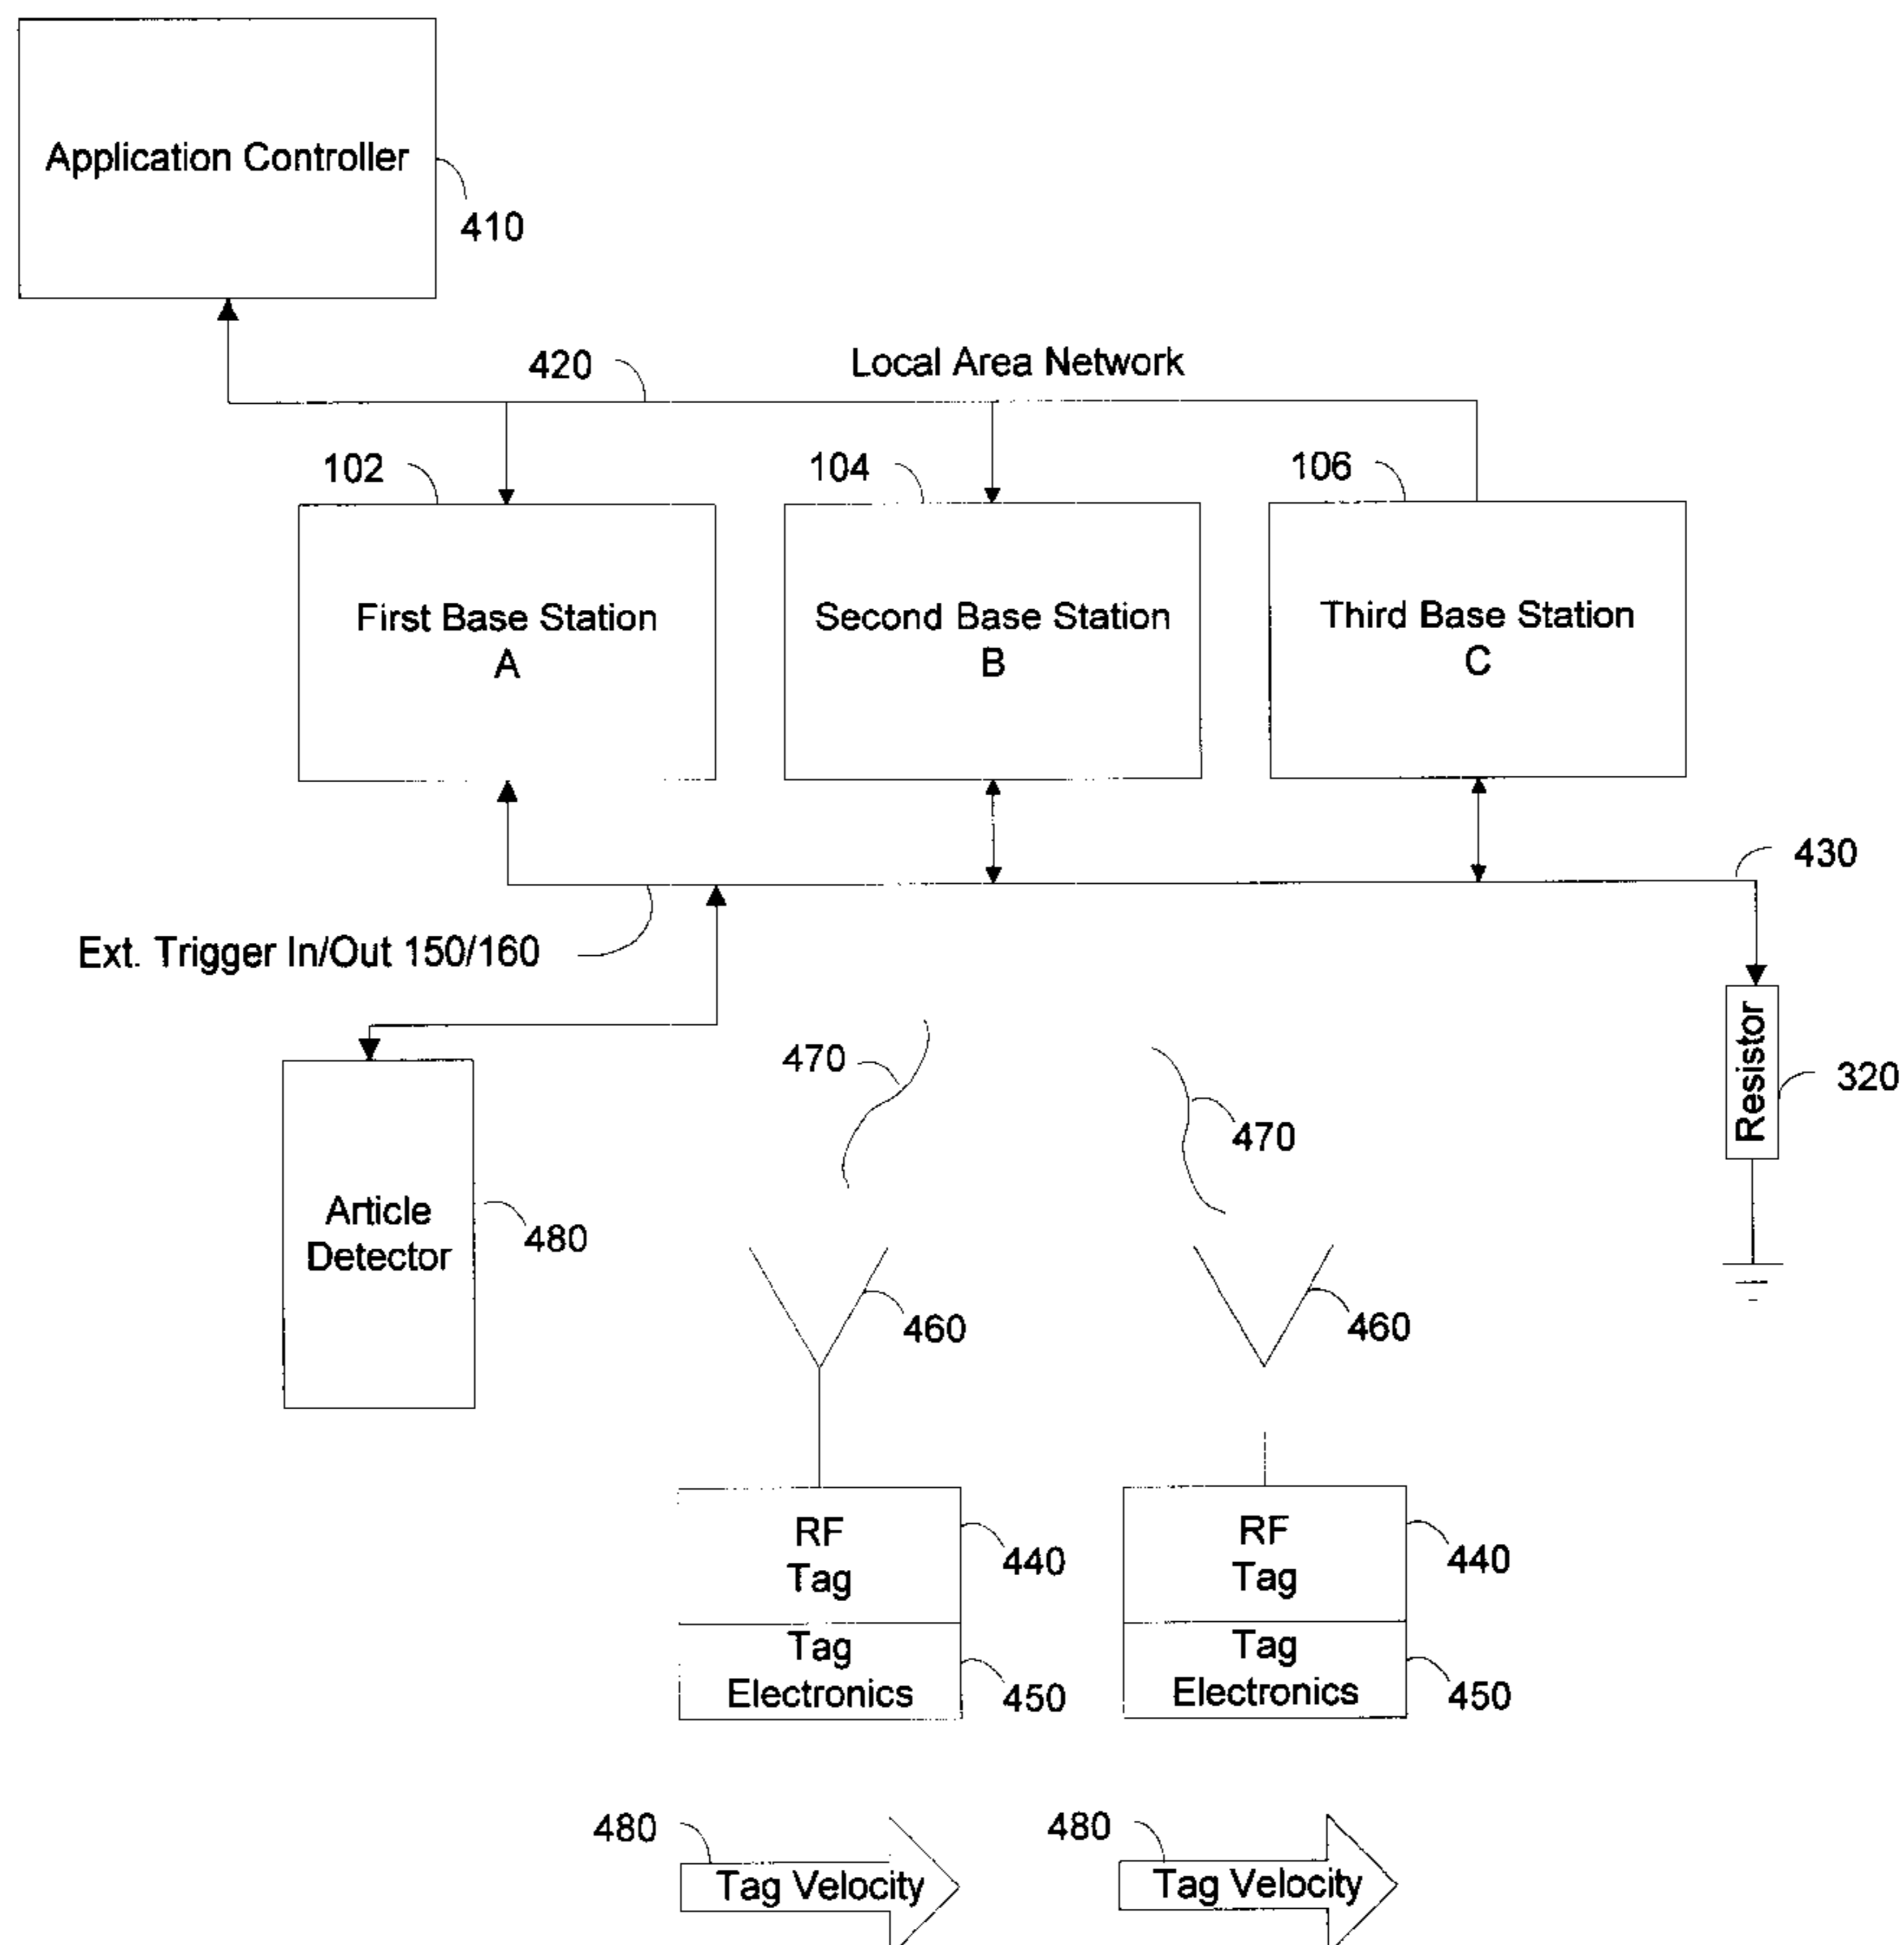 Application Controller
410
420
Local Area Network
102
104
106
First Base Station
A
Second Base Station
B
Third Base Station
C
430
Ext. Trigger In/Out 150/160
Resistor
320
470
470
Article
Detector
480
460
460
RF
Tag
440
RF
Tag
440
Tag
Electronics
450
Tag
Electronics
450
480
Tag Velocity
480
Tag Velocity